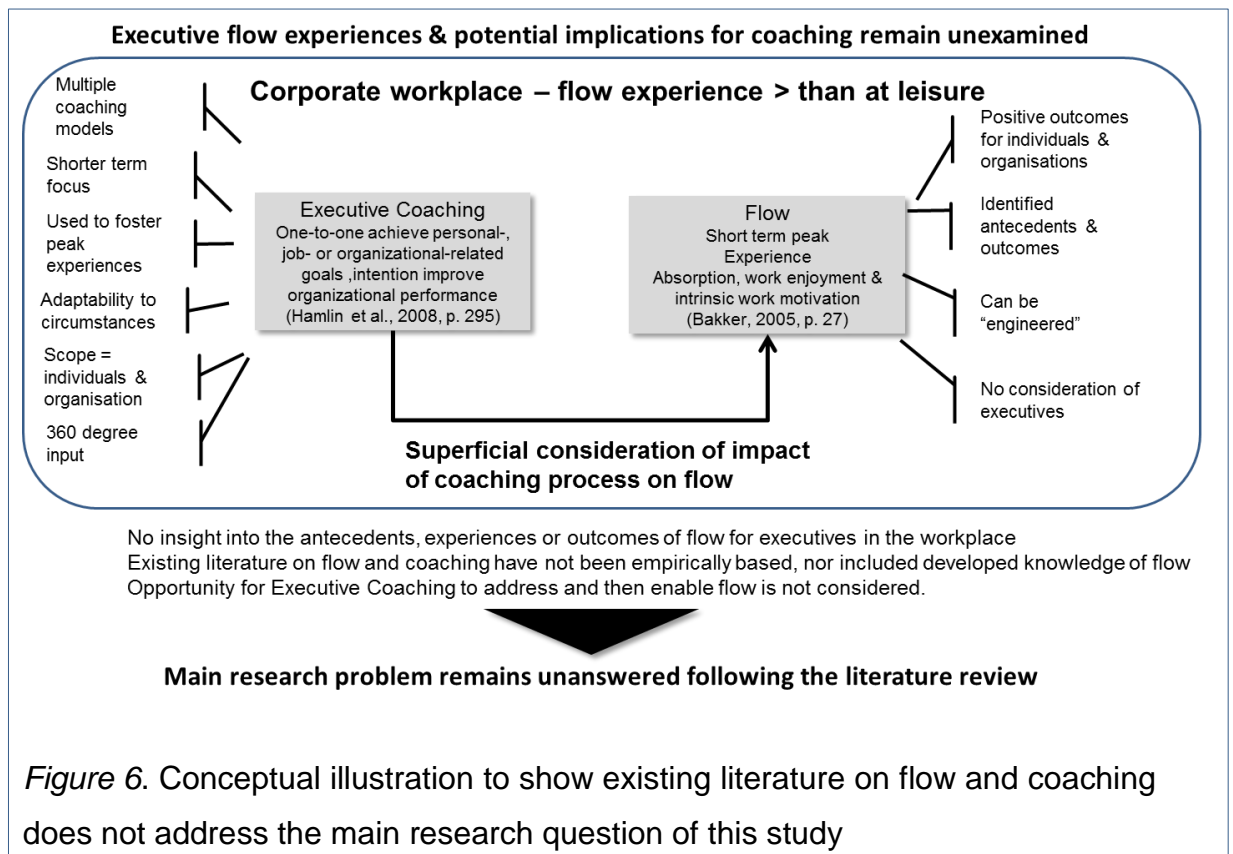 Executive flow experiences & potential implications for coaching remain unexamined
Corporate workplace – flow experience > than at leisure
Multiple
coaching
models
Shorter term
focus
Used to foster
peak
experiences
Adaptability to
circumstances
Scope =
individuals &
organisation
360 degree
input
Executive Coaching
One-to-one achieve personal-,
job- or organizational-related
goals ,intention improve
organizational performance
(Hamlin et al., 2008, p. 295)
Flow
Short term peak
Experience
Absorption, work enjoyment &
intrinsic work motivation
(Bakker, 2005, p. 27)
Positive outcomes
for individuals &
organisations
Identified
antecedents &
outcomes
Can be
“engineered”
No consideration of
executives
Superficial consideration of impact
of coaching process on flow
No insight into the antecedents, experiences or outcomes of flow for executives in the workplace
Existing literature on flow and coaching have not been empirically based, nor included developed knowledge of flow
Opportunity for Executive Coaching to address and then enable flow is not considered.
Main research problem remains unanswered following the literature review
Figure 6. Conceptual illustration to show existing literature on flow and coaching
does not address the main research question of this study